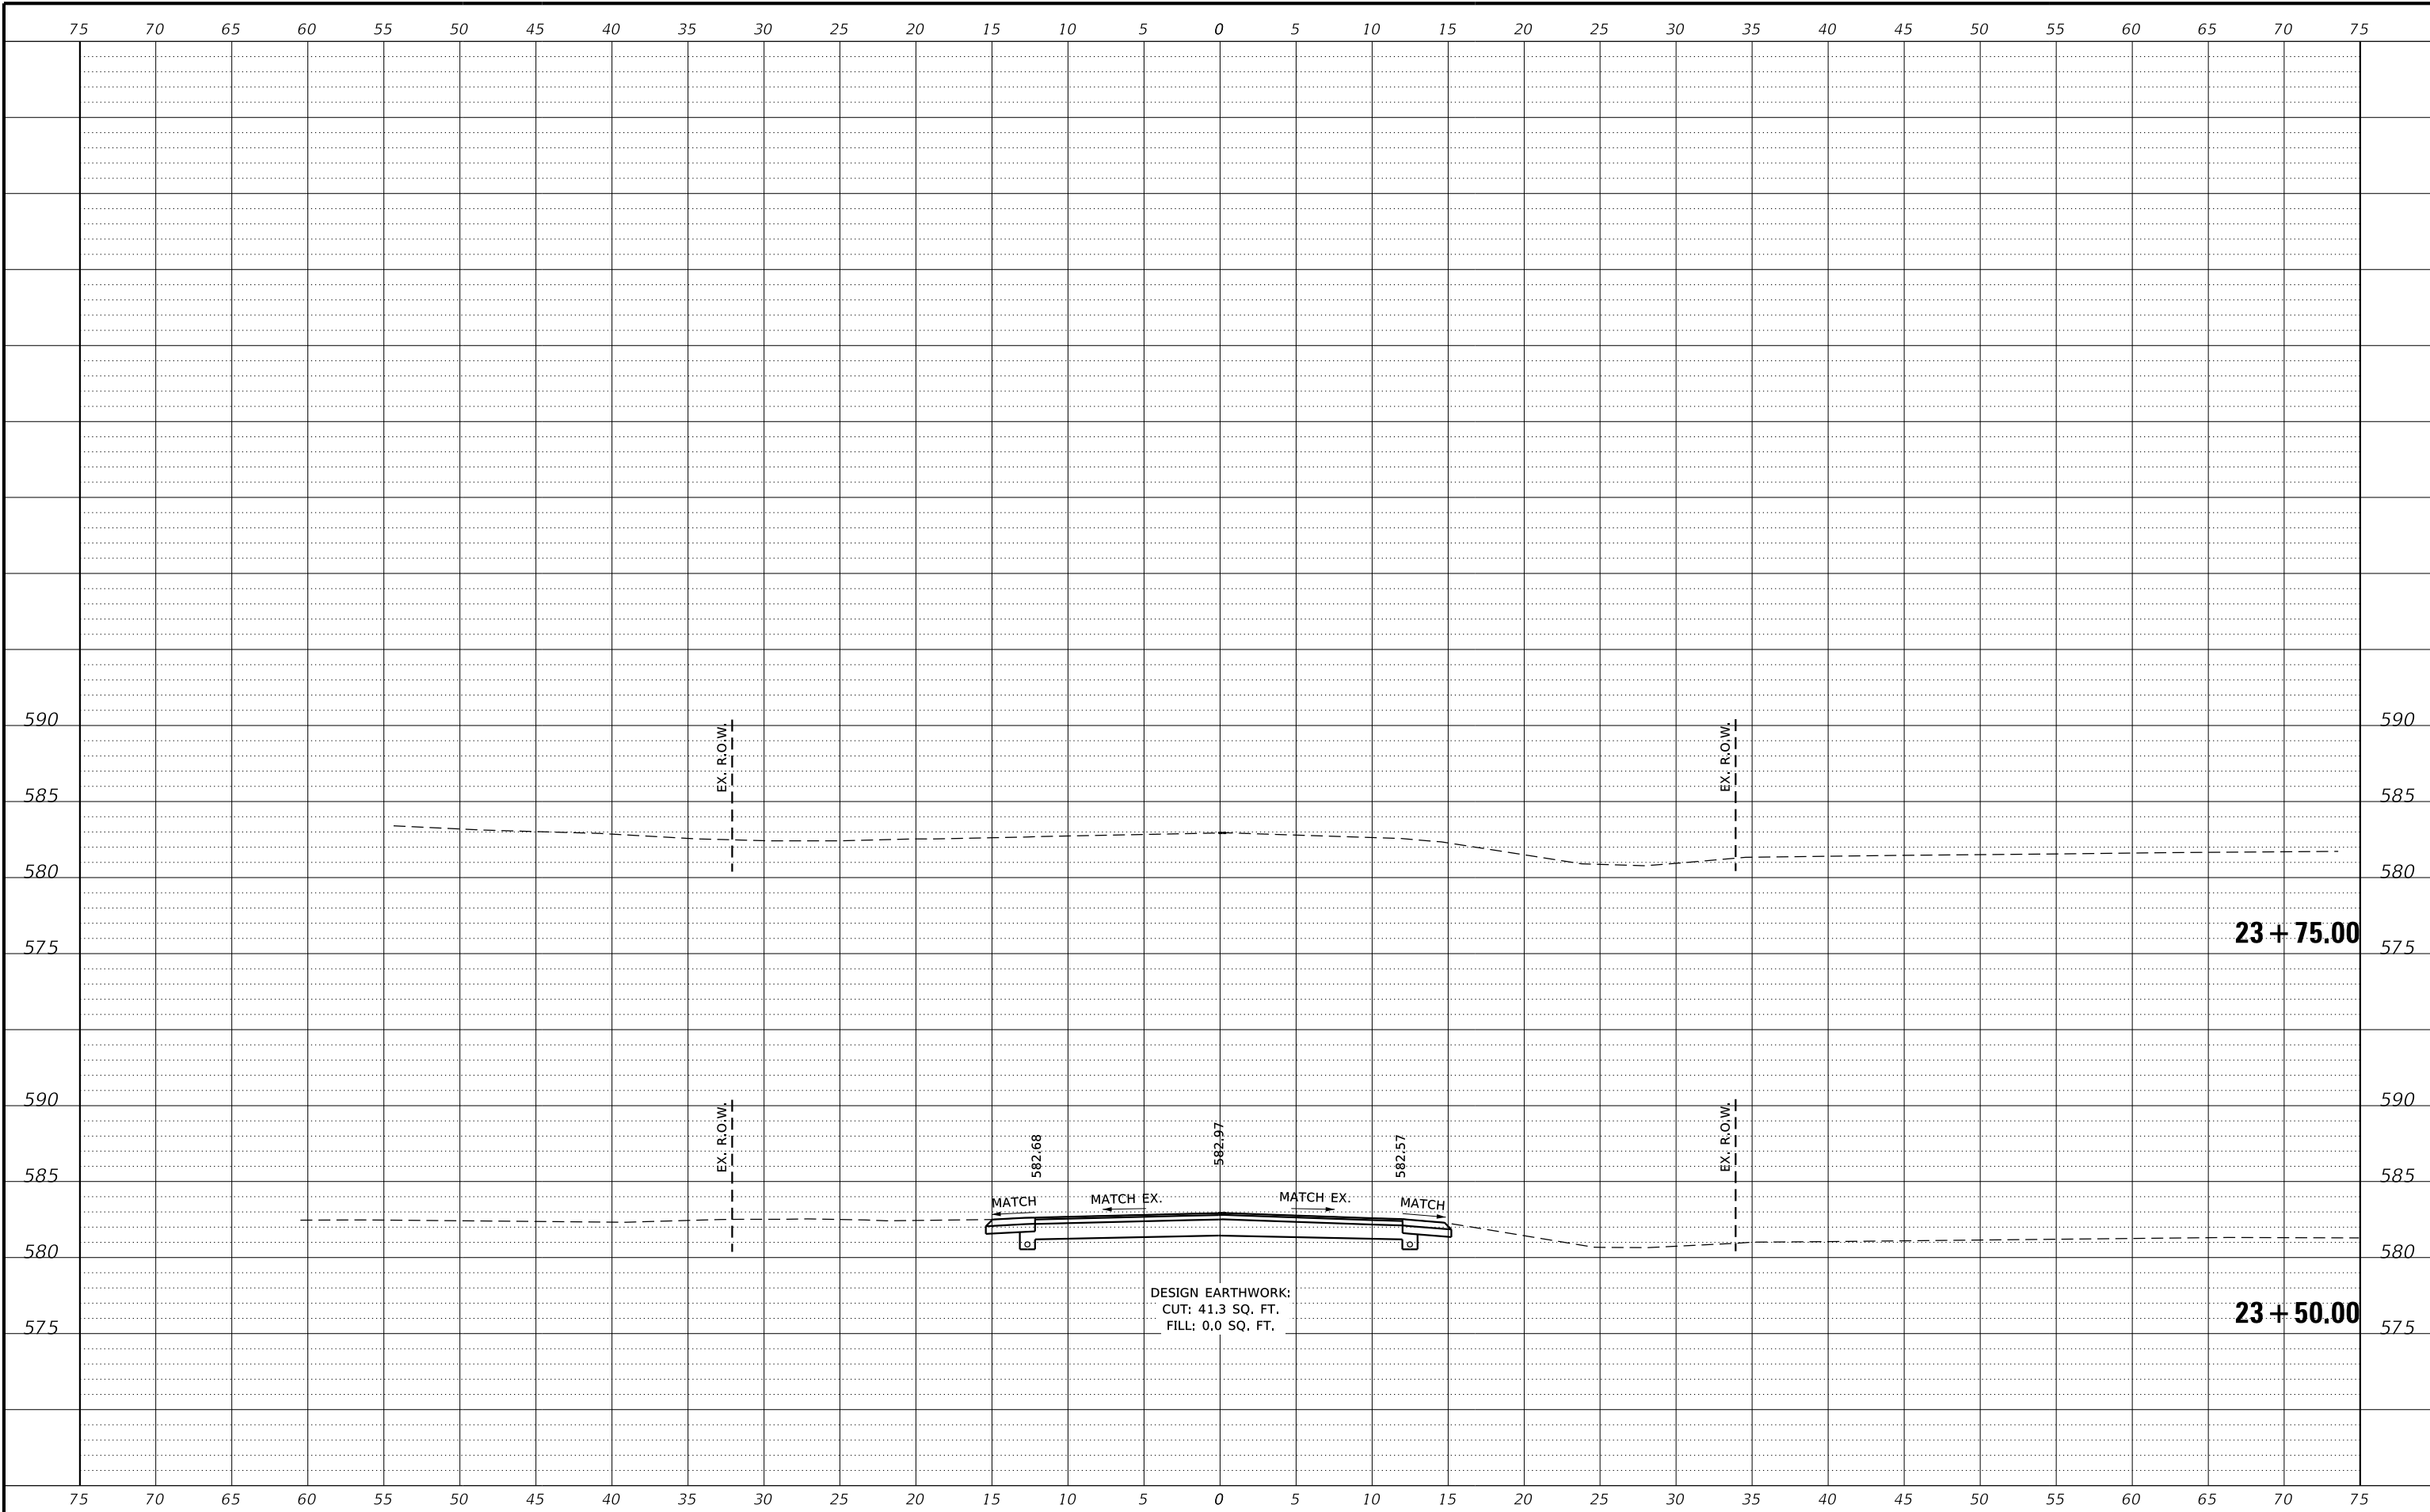 75 70 65 60 55 50 45 40 35 30 25 20 15 10 5 0 5 10 15 20 25 30 35 40 45 50 55 60 65 70 75
590 EX. R.O.W. EX. R.O.W. 590
585 585
580 580
23+75.00
575 575
590 EX. R.O.W. EX. R.O.W. 590
582.68 582.97 582.57
585 585
MATCH MATCH EX. MATCH EX. MATCH
580 580
DESIGN EARTHWORK:
CUT: 41.3 SQ. FT.
FILL: 0.0 SQ. FT.
23+50.00
575 575
75 70 65 60 55 50 45 40 35 30 25 20 15 10 5 0 5 10 15 20 25 30 35 40 45 50 55 60 65 70 75